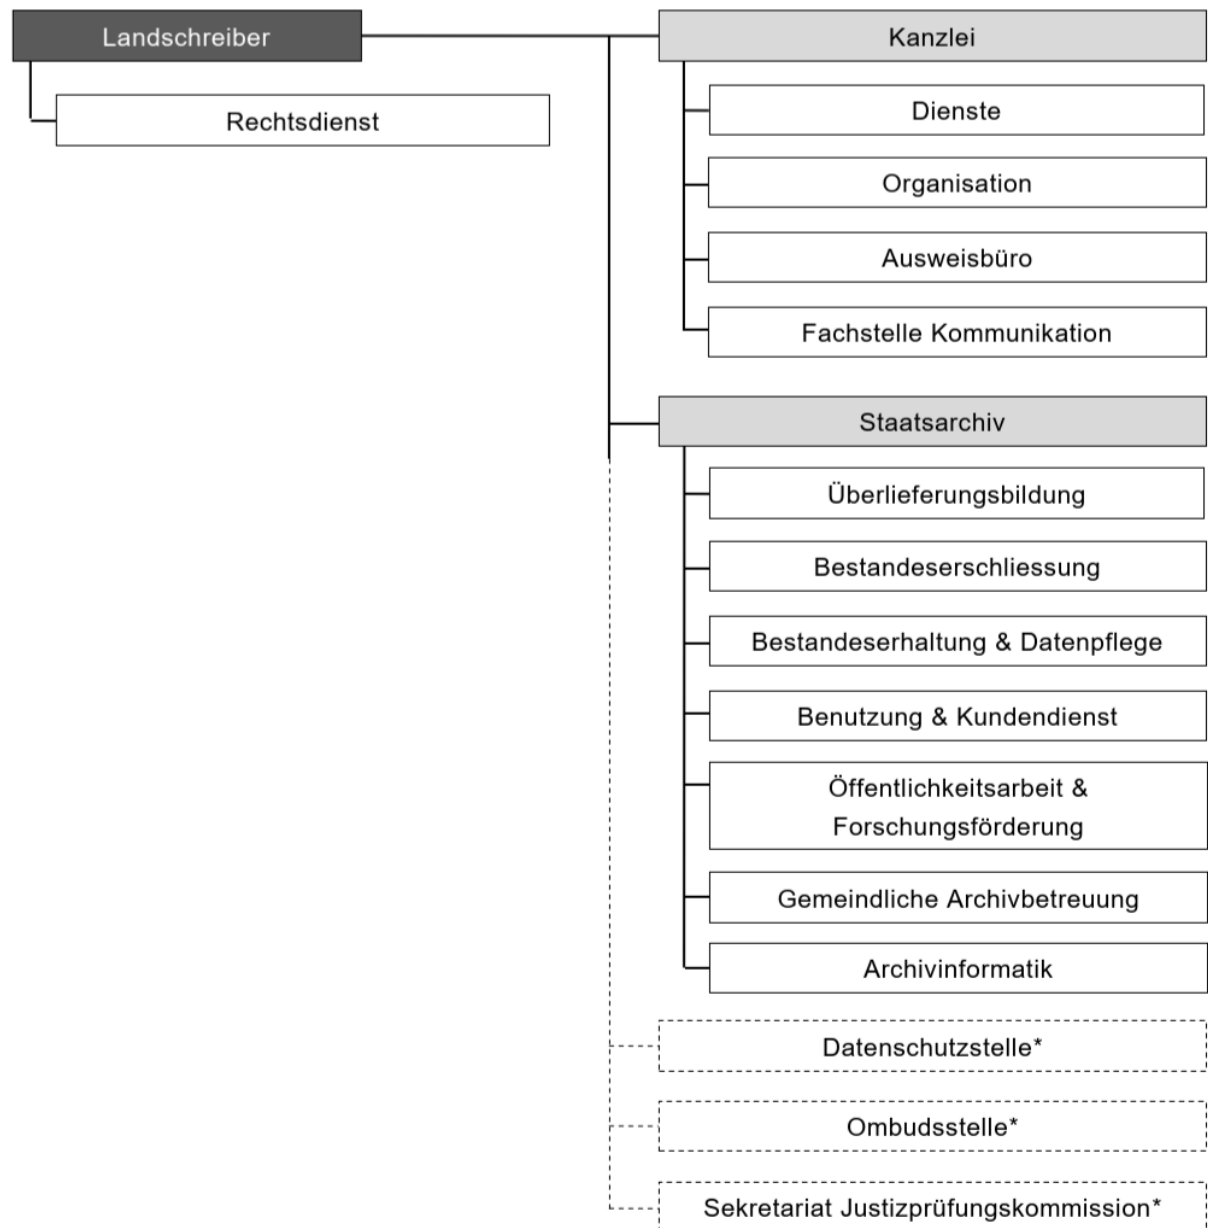 Landschreiber
Rechtsdienst
Kanzlei
Dienste
Organisation
Ausweisbüro
Fachstelle Kommunikation
Staatsarchiv
Überlieferungsbildung
Bestandeserschliessung
Bestandeserhaltung & Datenpflege
Benutzung & Kundendienst
Öffentlichkeitsarbeit &
Forschungsförderung
Gemeindliche Archivbetreuung
Archivinformatik
Datenschutzstelle*
Ombudsstelle*
Sekretariat Justizprüfungskommission*